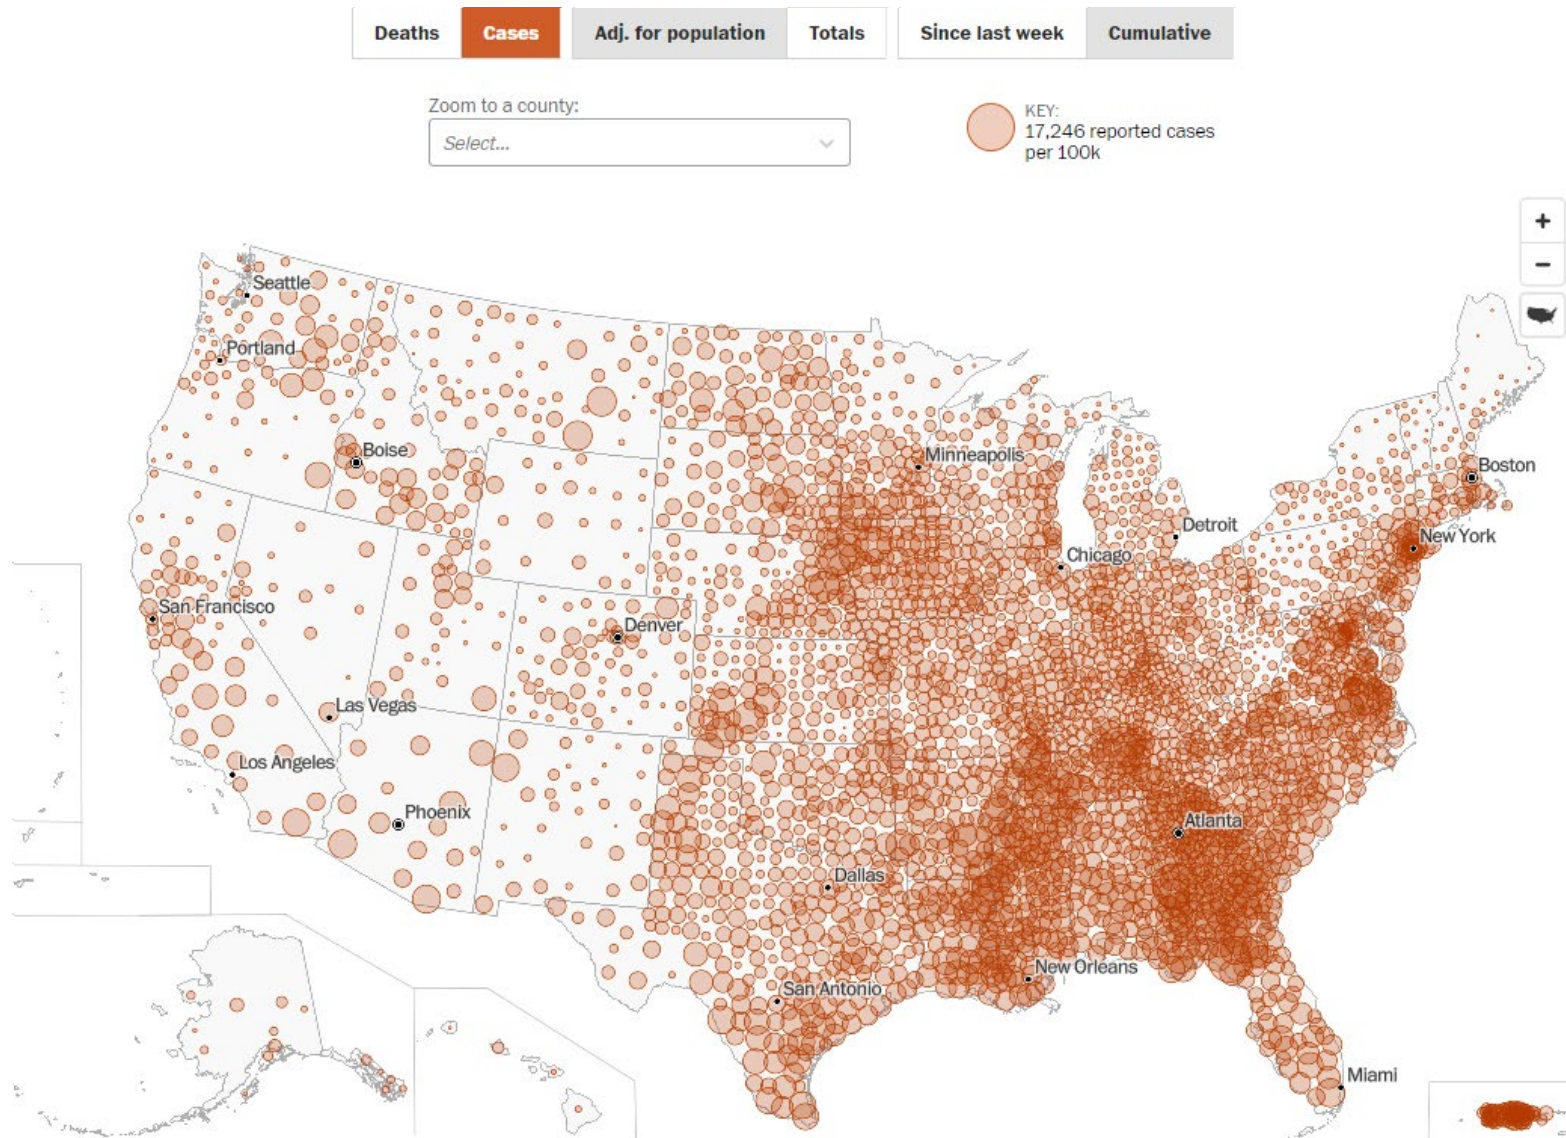 Deaths
Cases
Adj. for population
Totals
Since last week
Cumulative
Zoom to a county:
Select...
KEY:
17,246 reported cases
per 100k
+
−
Seattle
Portland
Boise
Minneapolis
Boston
Detroit
New York
Chicago
San Francisco
Denver
Las Vegas
Los Angeles
Phoenix
Atlanta
Dallas
New Orleans
San Antonio
Miami